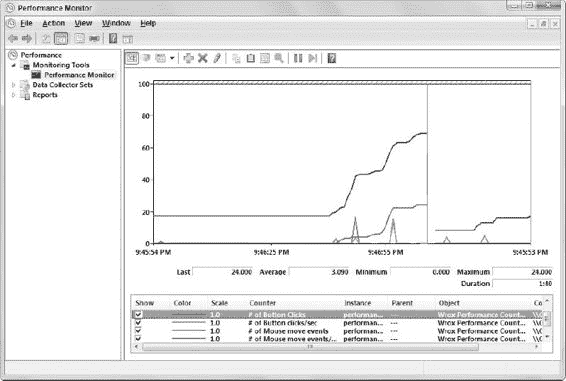 Performance Monitor
File Action View Window Help
Performance
Monitoring Tools
Performance Monitor
Data Collector Sets
Reports
100
80
60
40
20
0
9:45:54 PM 9:46:25 PM 9:46:55 PM 9:45:53 PM
Last 24.000 Average 3.090 Minimum 0.000 Maximum 24.000
Duration 1:40
Show Color Scale Counter Instance Parent Object Co
1.0 # of Button Clicks performan... --- Wrox Performance Count...
1.0 # of Button clicks/sec performan... --- Wrox Performance Count...
1.0 # of Mouse move events performan... --- Wrox Performance Count...
1.0 # of Mouse move events/... performan... --- Wrox Performance Count...